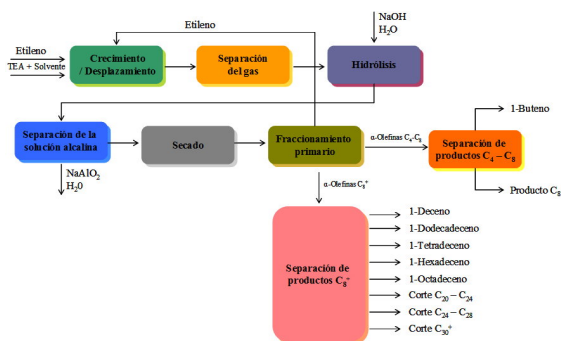 Etileno
NaOH
H₂O
Etileno
TEA + Solvente
Crecimiento
/ Desplazamiento
Separación
del gas
Hidrólisis
Separación de la
solución alcalina
Secado
Fraccionamiento
primario
α-Olefinas C₄-C₈
Separación de
productos C₄ – C₈
1-Buteno
Producto C₈
NaAlO₂
H₂0
α-Olefinas C₈⁺
Separación de
productos C₈⁺
1-Deceno
1-Dodecadeceno
1-Tetradeceno
1-Hexadeceno
1-Octadeceno
Corte C₂₀ – C₂₄
Corte C₂₄ – C₂₈
Corte C₃₀⁺